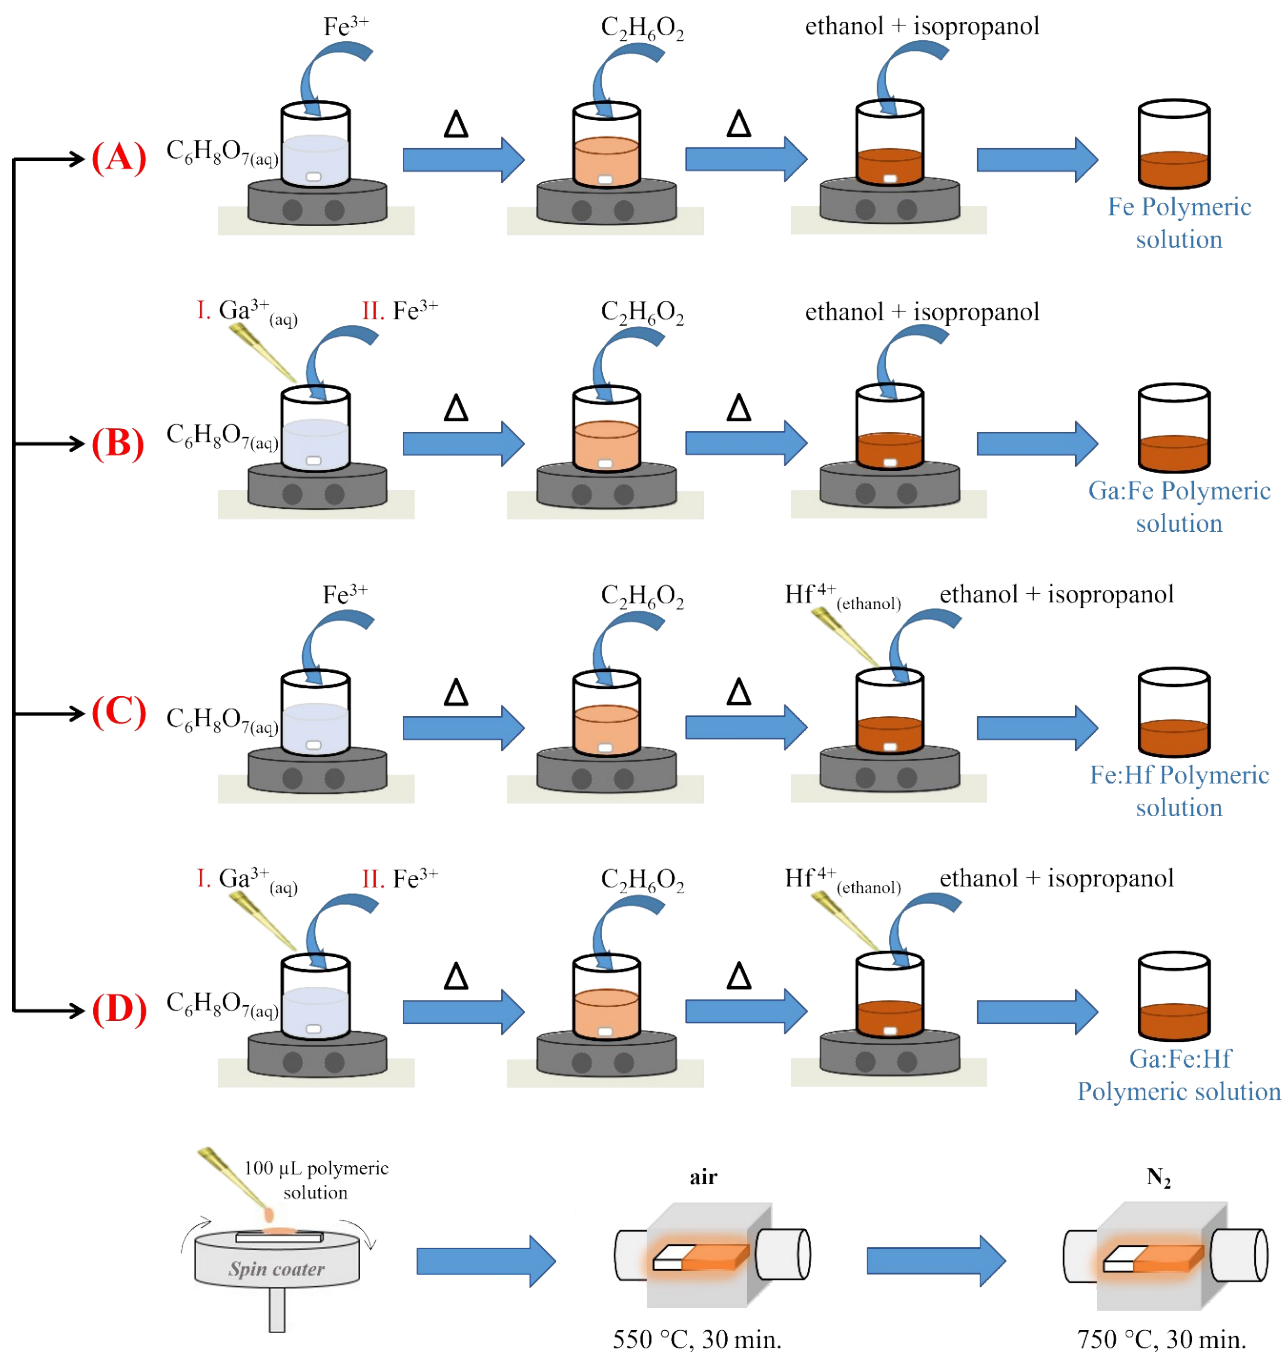 Fe³⁺
C₂H₆O₂
ethanol + isopropanol
Δ
Δ
(A)
C₆H₈O₇(aq)
Fe Polymeric
solution
I. Ga³⁺(aq)
II. Fe³⁺
C₂H₆O₂
ethanol + isopropanol
Δ
Δ
(B)
C₆H₈O₇(aq)
Ga:Fe Polymeric
solution
Fe³⁺
C₂H₆O₂
Hf⁴⁺(ethanol)
ethanol + isopropanol
Δ
Δ
(C)
C₆H₈O₇(aq)
Fe:Hf Polymeric
solution
I. Ga³⁺(aq)
II. Fe³⁺
C₂H₆O₂
Hf⁴⁺(ethanol)
ethanol + isopropanol
Δ
Δ
(D)
C₆H₈O₇(aq)
Ga:Fe:Hf
Polymeric solution
100 µL polymeric
solution
Spin coater
air
550 °C, 30 min.
N₂
750 °C, 30 min.